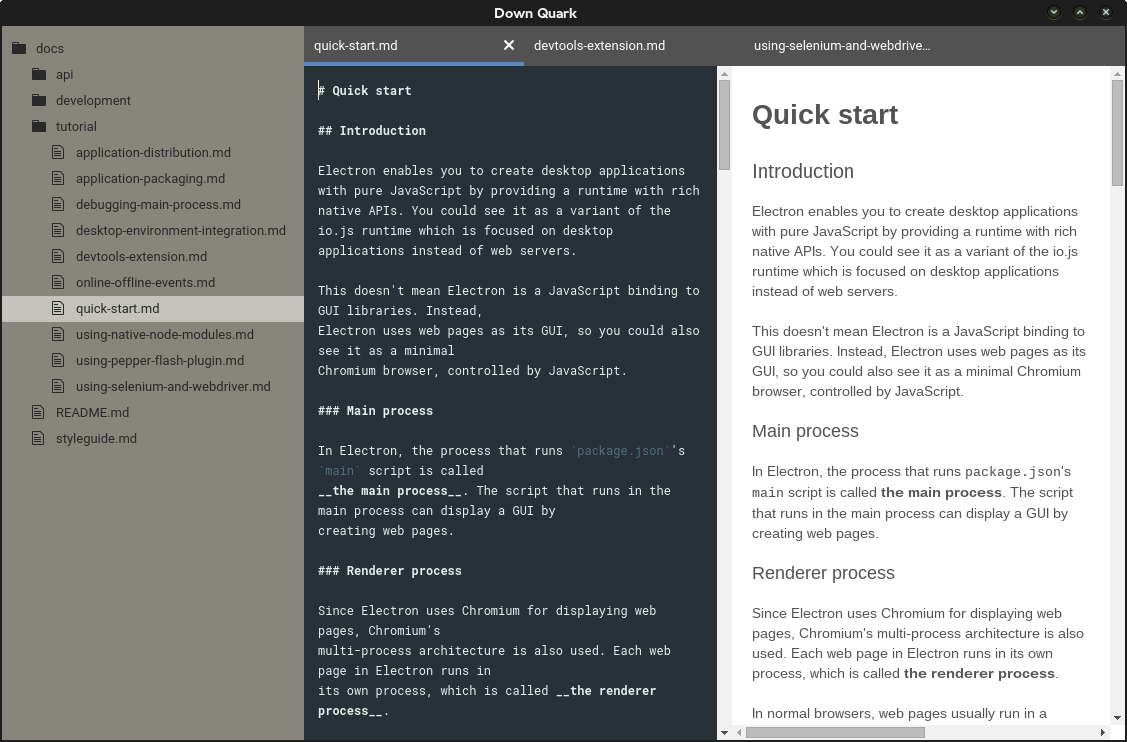 Down Quark
docs
api
development
tutorial
application-distribution.md
application-packaging.md
debugging-main-process.md
desktop-environment-integration.md
devtools-extension.md
online-offline-events.md
quick-start.md
using-native-node-modules.md
using-pepper-flash-plugin.md
using-selenium-and-webdriver.md
README.md
styleguide.md
quick-start.md
devtools-extension.md
using-selenium-and-webdrive…
# Quick start
## Introduction
Electron enables you to create desktop applications
with pure JavaScript by providing a runtime with rich
native APIs. You could see it as a variant of the
io.js runtime which is focused on desktop
applications instead of web servers.
This doesn't mean Electron is a JavaScript binding to
GUI libraries. Instead,
Electron uses web pages as its GUI, so you could also
see it as a minimal
Chromium browser, controlled by JavaScript.
### Main process
In Electron, the process that runs `package.json`'s
`main` script is called
__the main process__. The script that runs in the
main process can display a GUI by
creating web pages.
### Renderer process
Since Electron uses Chromium for displaying web
pages, Chromium's
multi-process architecture is also used. Each web
page in Electron runs in
its own process, which is called __the renderer
process__.
Quick start
Introduction
Electron enables you to create desktop applications
with pure JavaScript by providing a runtime with rich
native APIs. You could see it as a variant of the io.js
runtime which is focused on desktop applications
instead of web servers.
This doesn't mean Electron is a JavaScript binding to
GUI libraries. Instead, Electron uses web pages as its
GUI, so you could also see it as a minimal Chromium
browser, controlled by JavaScript.
Main process
In Electron, the process that runs package.json's
main script is called the main process. The script
that runs in the main process can display a GUI by
creating web pages.
Renderer process
Since Electron uses Chromium for displaying web
pages, Chromium's multi-process architecture is also
used. Each web page in Electron runs in its own
process, which is called the renderer process.
In normal browsers, web pages usually run in a